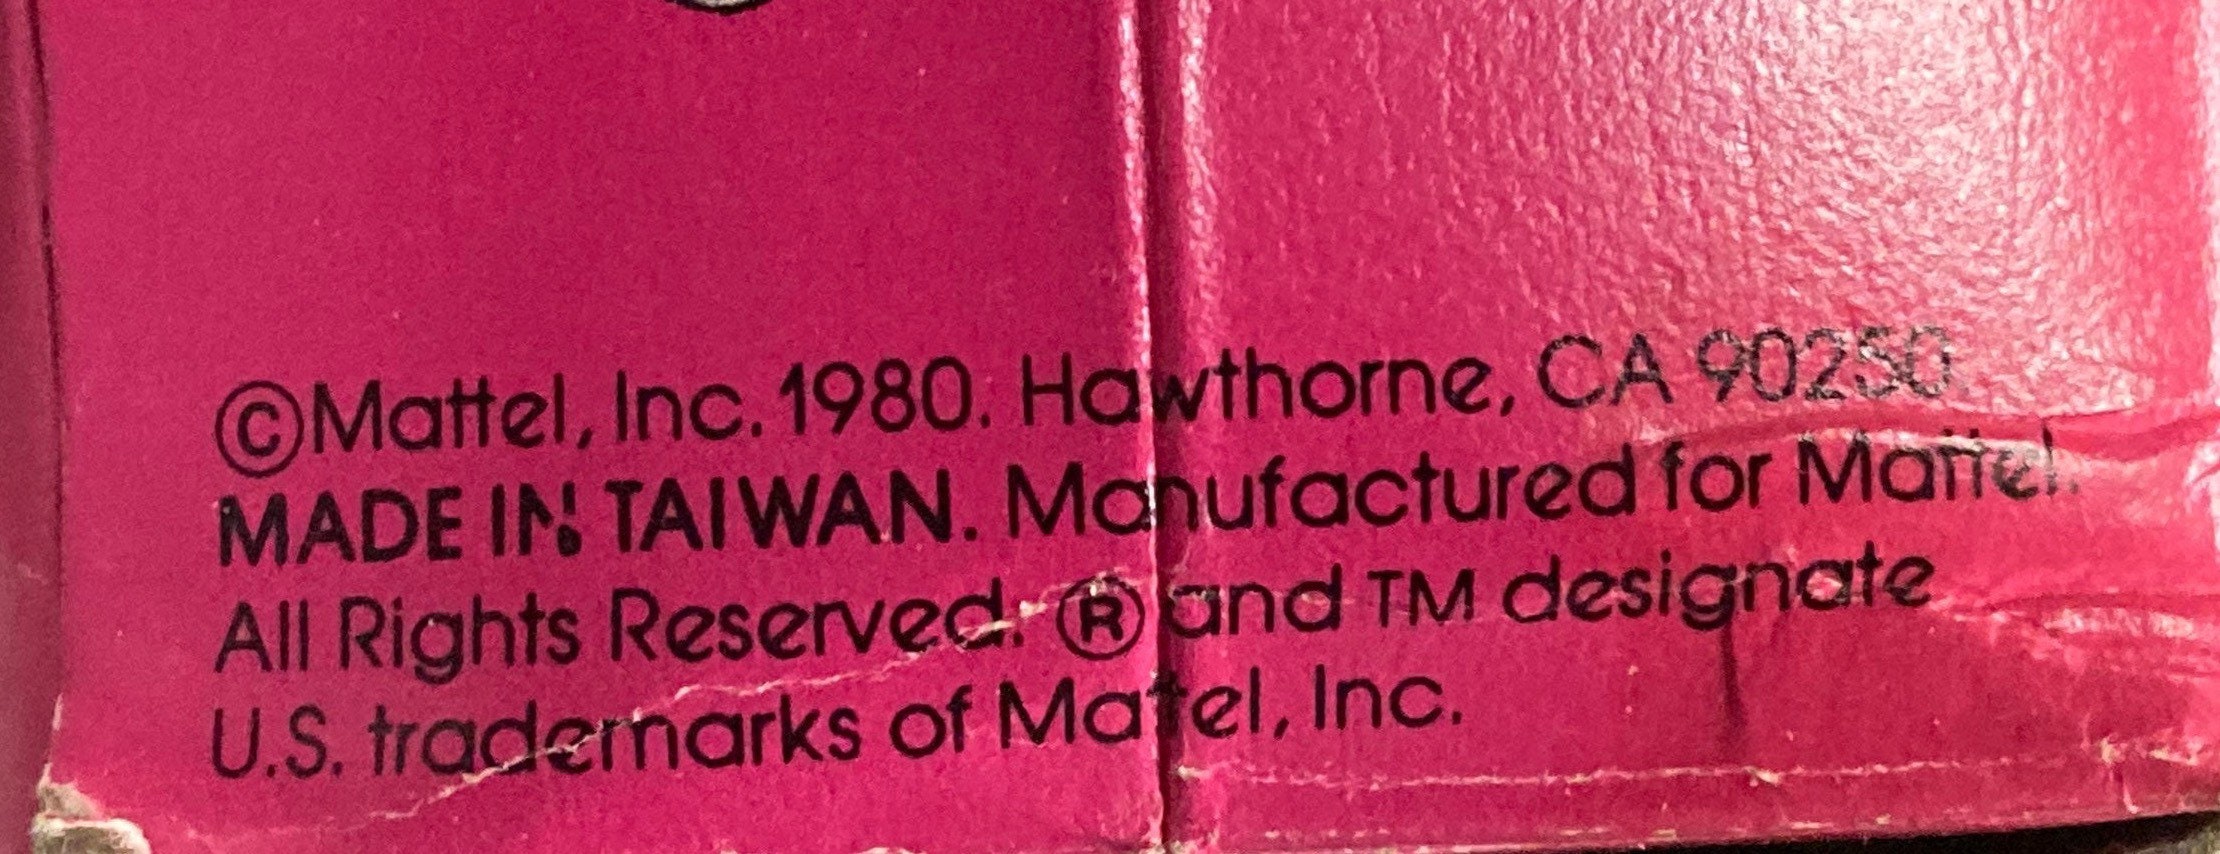 ©Mattel, Inc. 1980. Hawthorne, CA 90250.
MADE IN TAIWAN. Manufactured for Mattel.
All Rights Reserved. ® and TM designate
U.S. trademarks of Mattel, Inc.